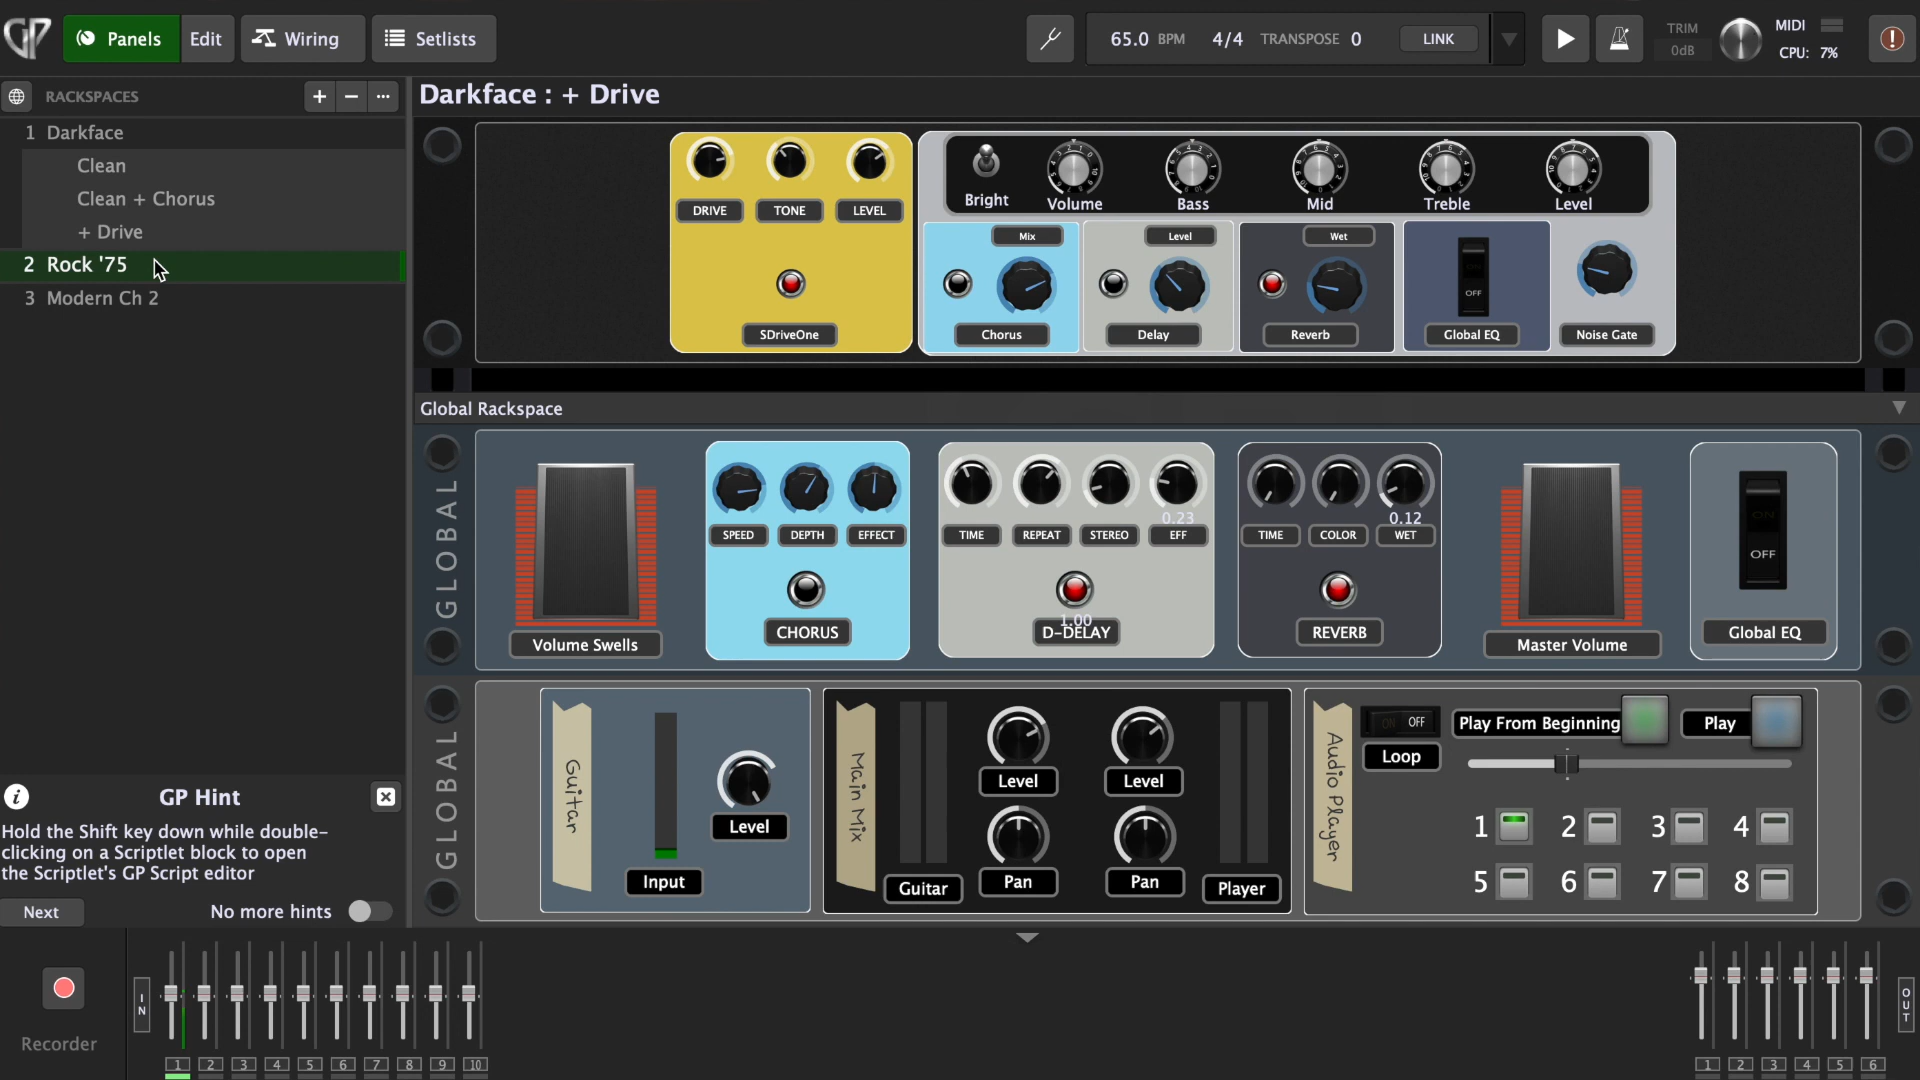 GP
Panels
Edit
Wiring
Setlists
65.0 BPM
4/4
TRANSPOSE 0
LINK
TRIM
0dB
MIDI
CPU: 7%
RACKSPACES
+ − ...
1 Darkface
Clean
Clean + Chorus
+ Drive
2 Rock '75
3 Modern Ch 2
Darkface : + Drive
DRIVE
TONE
LEVEL
SDriveOne
Bright
Volume
Bass
Mid
Treble
Level
Mix
Chorus
Level
Delay
Wet
Reverb
ON
OFF
Global EQ
Noise Gate
Global Rackspace
GLOBAL
Volume Swells
SPEED
DEPTH
EFFECT
CHORUS
0.23
TIME
REPEAT
STEREO
EFF
1.00
D-DELAY
0.12
TIME
COLOR
WET
REVERB
Master Volume
ON
OFF
Global EQ
GLOBAL
Guitar
Input
Level
Main Mix
Guitar
Level
Pan
Level
Pan
Player
Audio Player
ON OFF
Loop
Play From Beginning
Play
1 2 3 4
5 6 7 8
GP Hint
Hold the Shift key down while double-
clicking on a Scriptlet block to open
the Scriptlet's GP Script editor
Next
No more hints
Recorder
IN
1 2 3 4 5 6 7 8 9 10
1 2 3 4 5 6
OUT